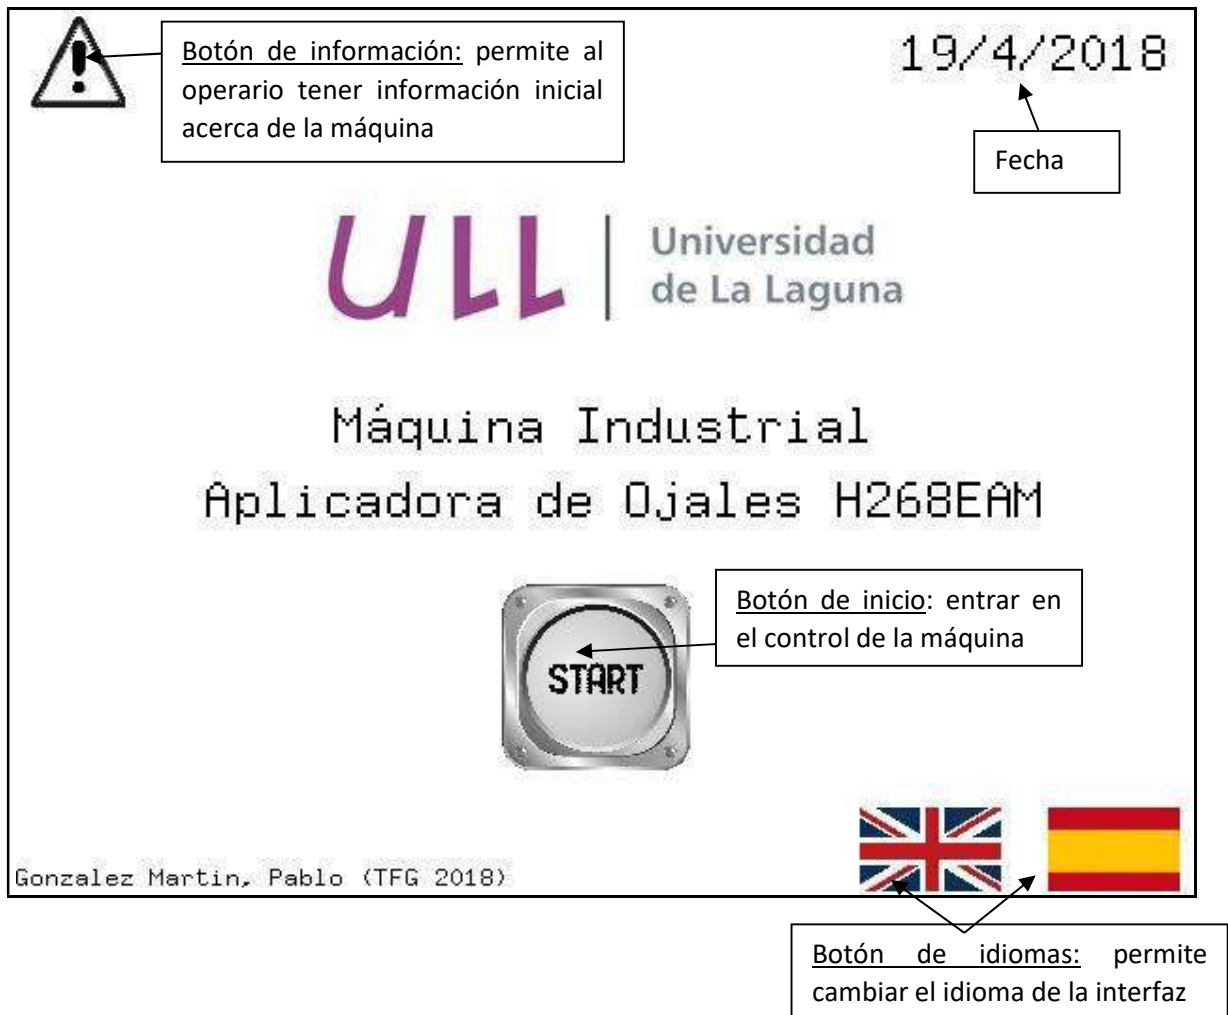 Botón de información: permite al
operario tener información inicial
acerca de la máquina
19/4/2018
Fecha
ULL
Universidad
de La Laguna
Máquina Industrial
Aplicadora de Ojales H268EAM
START
Botón de inicio: entrar en
el control de la máquina
Gonzalez Martin, Pablo (TFG 2018)
Botón de idiomas: permite
cambiar el idioma de la interfaz